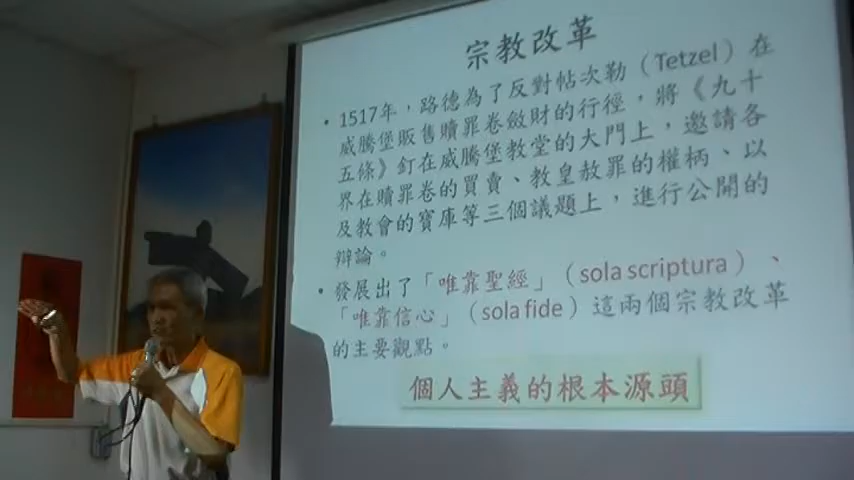 宗教改革
• 1517年，路德為了反對帖次勒（Tetzel）在
威騰堡販售贖罪卷斂財的行徑，將《九十
五條》釘在威騰堡教堂的大門上，邀請各
界在贖罪卷的買賣、教皇赦罪的權柄、以
及教會的寶庫等三個議題上，進行公開的
辯論。
• 發展出了「唯靠聖經」（sola scriptura）、
「唯靠信心」（sola fide）這兩個宗教改革
的主要觀點。
個人主義的根本源頭